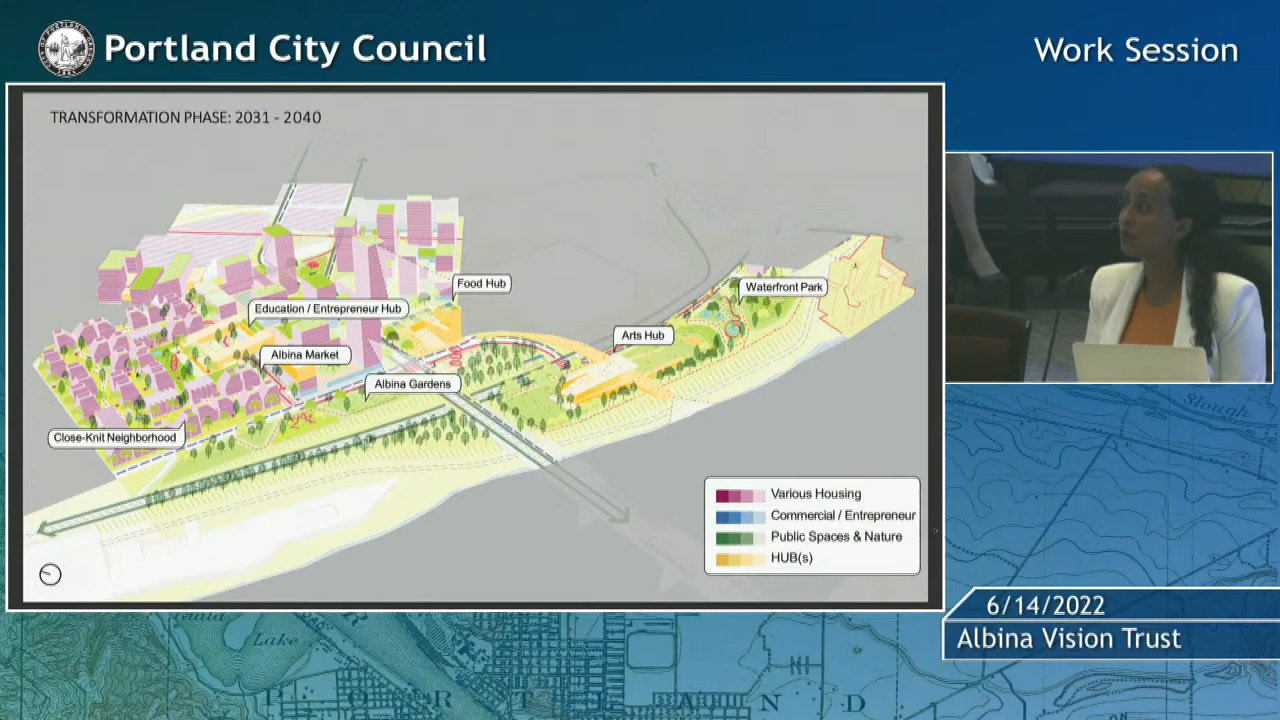 Portland City Council
Work Session
TRANSFORMATION PHASE: 2031 - 2040
Food Hub
Waterfront Park
Education / Entrepreneur Hub
Arts Hub
Albina Market
Albina Gardens
Close-Knit Neighborhood
Various Housing
Commercial / Entrepreneur
Public Spaces & Nature
HUB(s)
Slough
6/14/2022
Albina Vision Trust
Lake
P O R T L A N D